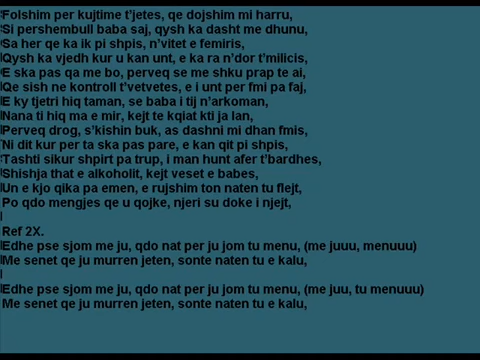 Folshim per kujtime t'jetes, qe dojshim mi harru,
Si pershembull baba saj, qysh ka dasht me dhunu,
Sa her qe ka ik pi shpis, n'vitet e femiris,
Qysh ka vjedh kur u kan unt, e ka ra n'dor t'milicis,
E ska pas qa me bo, perveq se me shku prap te ai,
Qe sish ne kontroll t'vetvetes, e i unt per fmi pa faj,
E ky tjetri hiq taman, se baba i tij n'arkoman,
Nana ti hiq ma e mir, kejt te kqiat kti ja lan,
Perveq drog, s'kishin buk, as dashni mi dhan fmis,
Ni dit kur per ta ska pas pare, e kan qit pi shpis,
Tashti sikur shpirt pa trup, i man hunt afer t'bardhes,
Shishja that e alkoholit, kejt veset e babes,
Un e kjo qika pa emen, e rujshim ton naten tu flejt,
Po qdo mengjes qe u qojke, njeri su doke i njejt,
Ref 2X.
Edhe pse sjom me ju, qdo nat per ju jom tu menu, (me juuu, menuuu)
Me senet qe ju murren jeten, sonte naten tu e kalu,
Edhe pse sjom me ju, qdo nat per ju jom tu menu, (me juu, tu menuuu)
Me senet qe ju murren jeten, sonte naten tu e kalu,